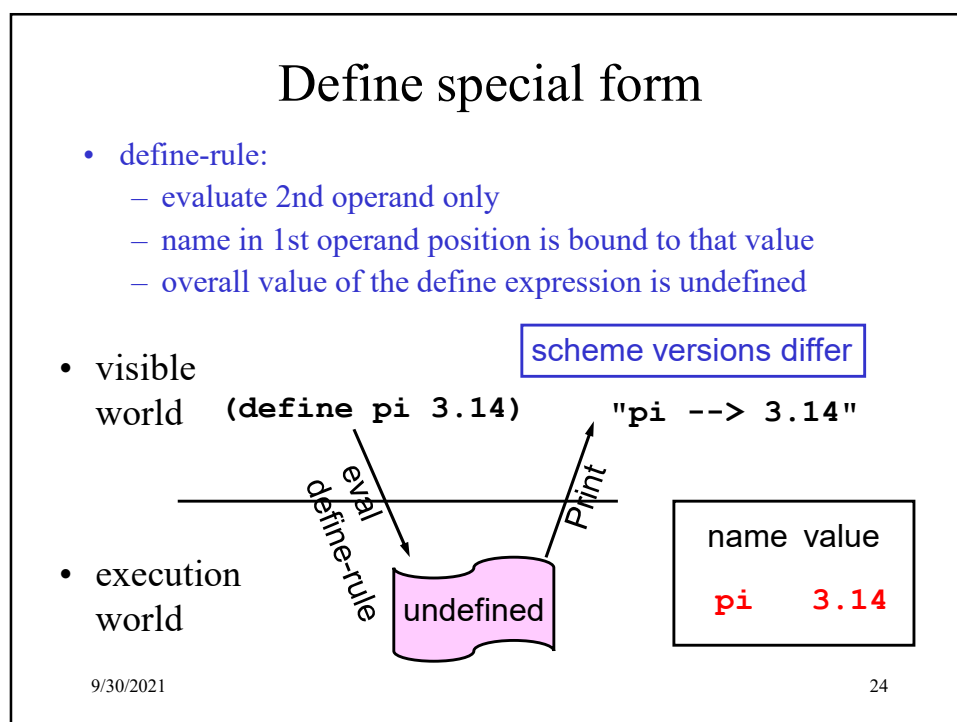 Define special form
• define-rule:
– evaluate 2nd operand only
– name in 1st operand position is bound to that value
– overall value of the define expression is undefined
scheme versions differ
• visible
world
(define pi 3.14)
"pi --> 3.14"
eval
define-rule
Print
name value
pi 3.14
• execution
world
undefined
9/30/2021
24